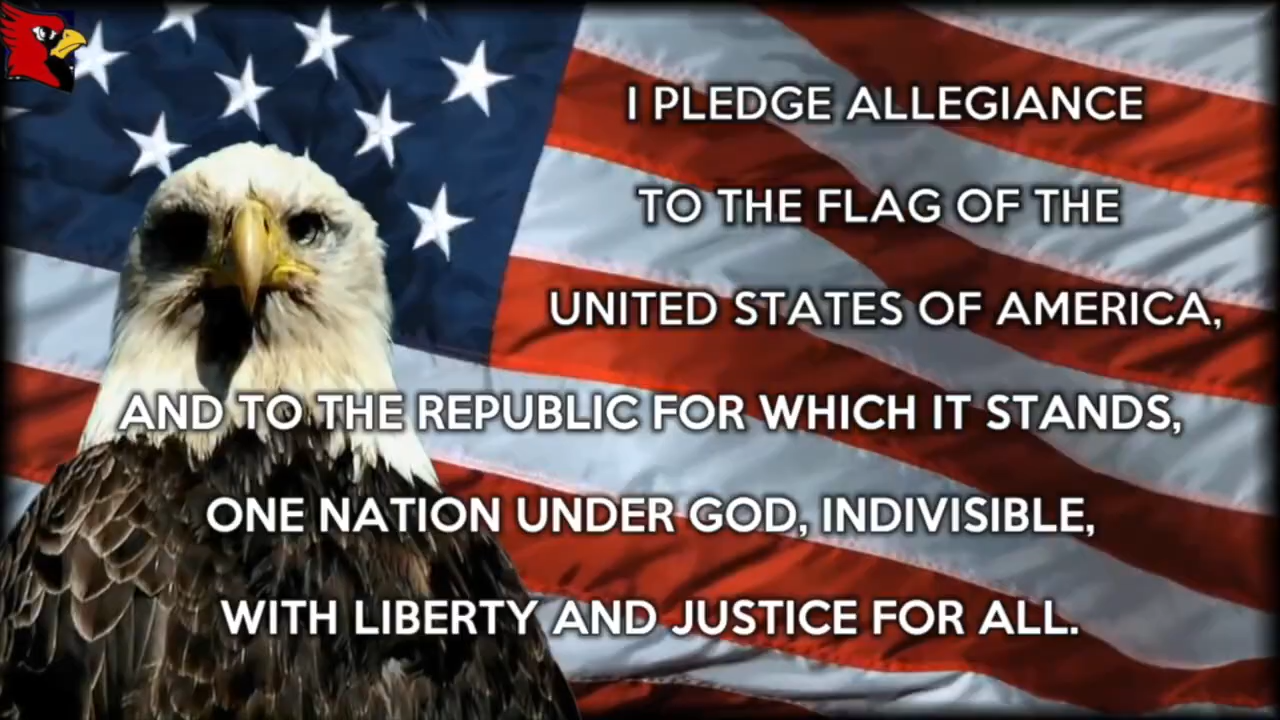 I PLEDGE ALLEGIANCE
TO THE FLAG OF THE
UNITED STATES OF AMERICA,
AND TO THE REPUBLIC FOR WHICH IT STANDS,
ONE NATION UNDER GOD, INDIVISIBLE,
WITH LIBERTY AND JUSTICE FOR ALL.